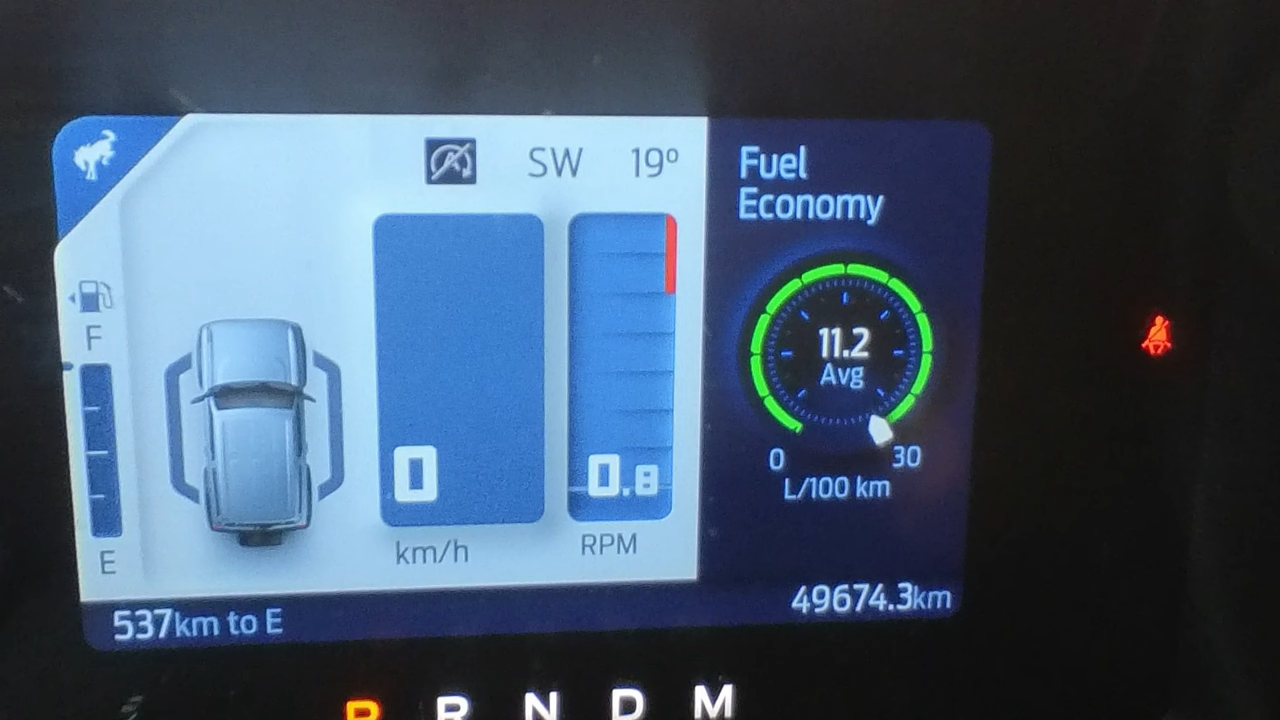 SW 19º
F
E
0
km/h
0.8
RPM
Fuel
Economy
11.2
Avg
0 30
L/100 km
537km to E
49674.3km
P R N D M